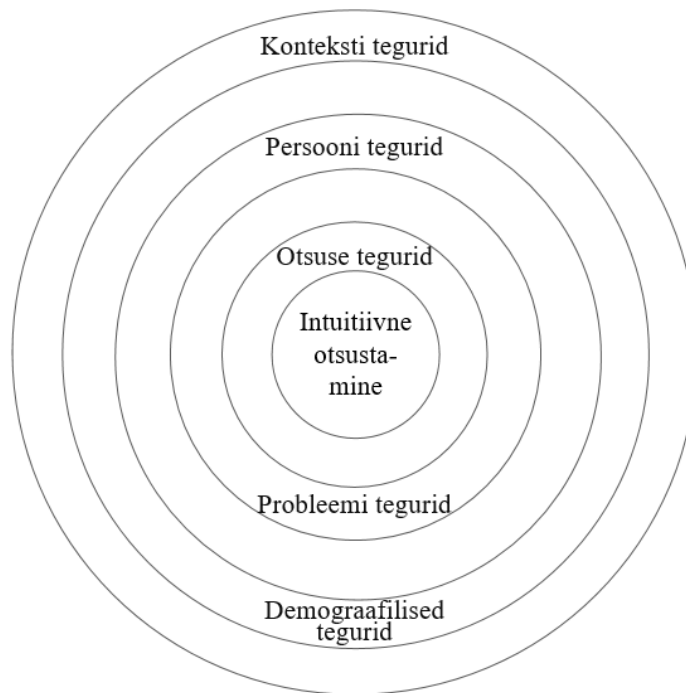 Konteksti tegurid
Persooni tegurid
Otsuse tegurid
Intuitiivne
otsusta-
mine
Probleemi tegurid
Demograafilised
tegurid